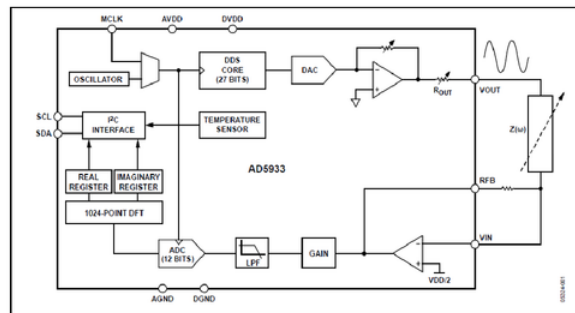 MCLK
AVDD
DVDD
OSCILLATOR
DDS
CORE
(27 BITS)
DAC
ROUT
VOUT
Z(ω)
SCL
SDA
I²C
INTERFACE
TEMPERATURE
SENSOR
REAL
REGISTER
IMAGINARY
REGISTER
AD5933
RFB
1024-POINT DFT
ADC
(12 BITS)
LPF
GAIN
VIN
VDD/2
AGND
DGND